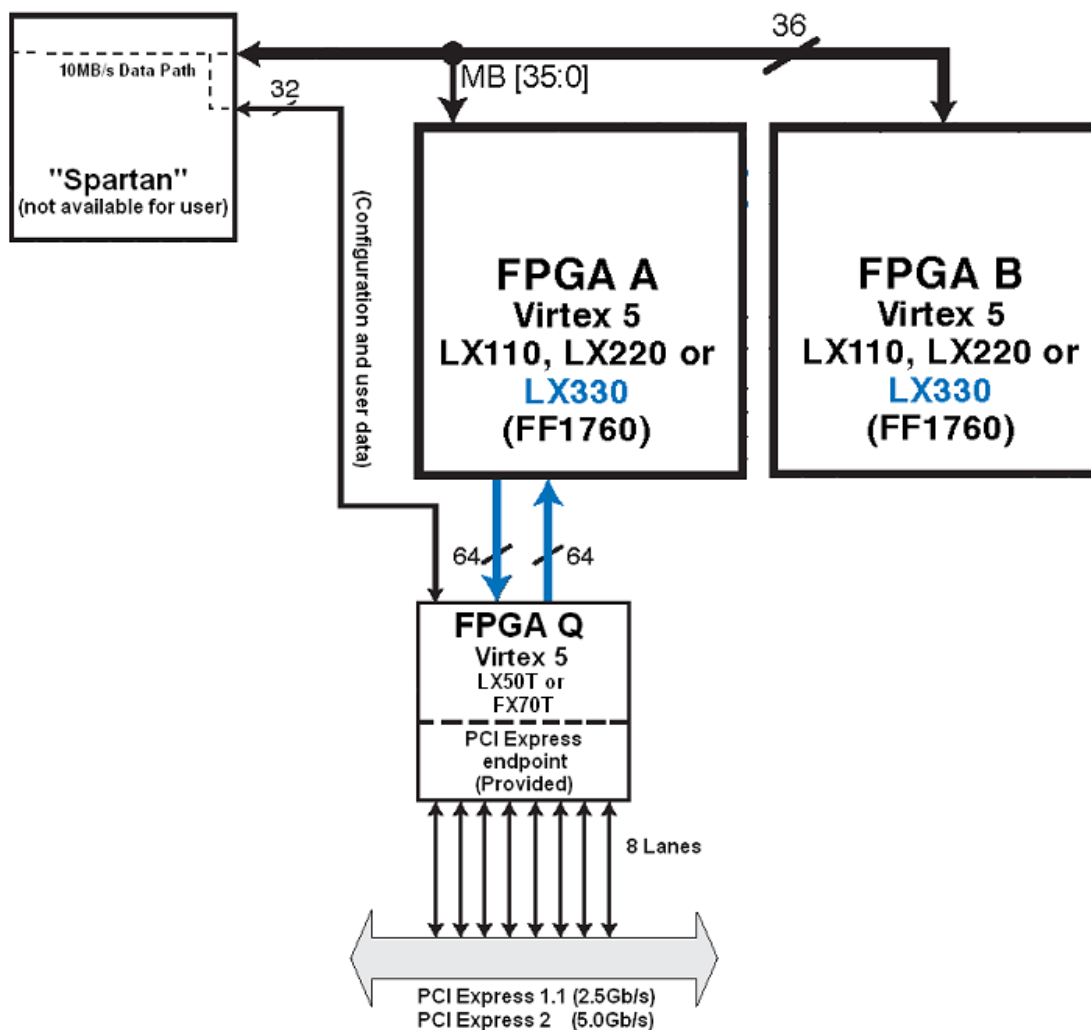 36
MB [35:0]
10MB/s Data Path
32
"Spartan"
(not available for user)
(Configuration and user data)
FPGA A
Virtex 5
LX110, LX220 or
LX330
(FF1760)
FPGA B
Virtex 5
LX110, LX220 or
LX330
(FF1760)
64
64
FPGA Q
Virtex 5
LX50T or
FX70T
PCI Express
endpoint
(Provided)
8 Lanes
PCI Express 1.1 (2.5Gb/s)
PCI Express 2 (5.0Gb/s)